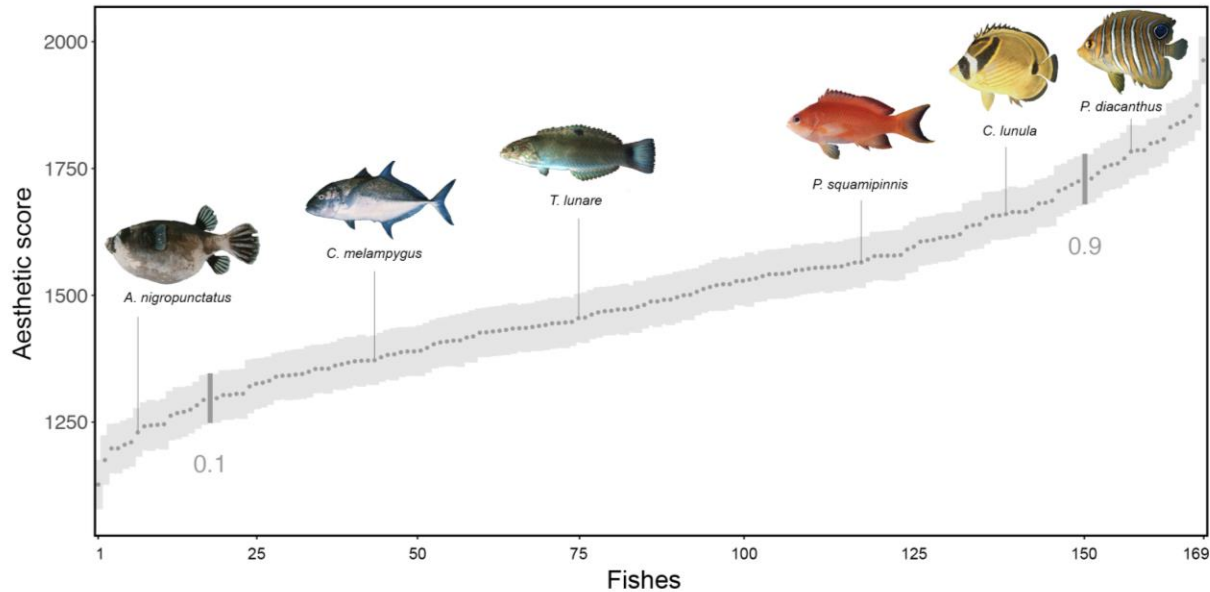 2000
1750
1500
1250
Aesthetic score
P. diacanthus
C. lunula
P. squamipinnis
T. lunare
C. melampygus
A. nigropunctatus
0.9
0.1
1 25 50 75 100 125 150 169
Fishes